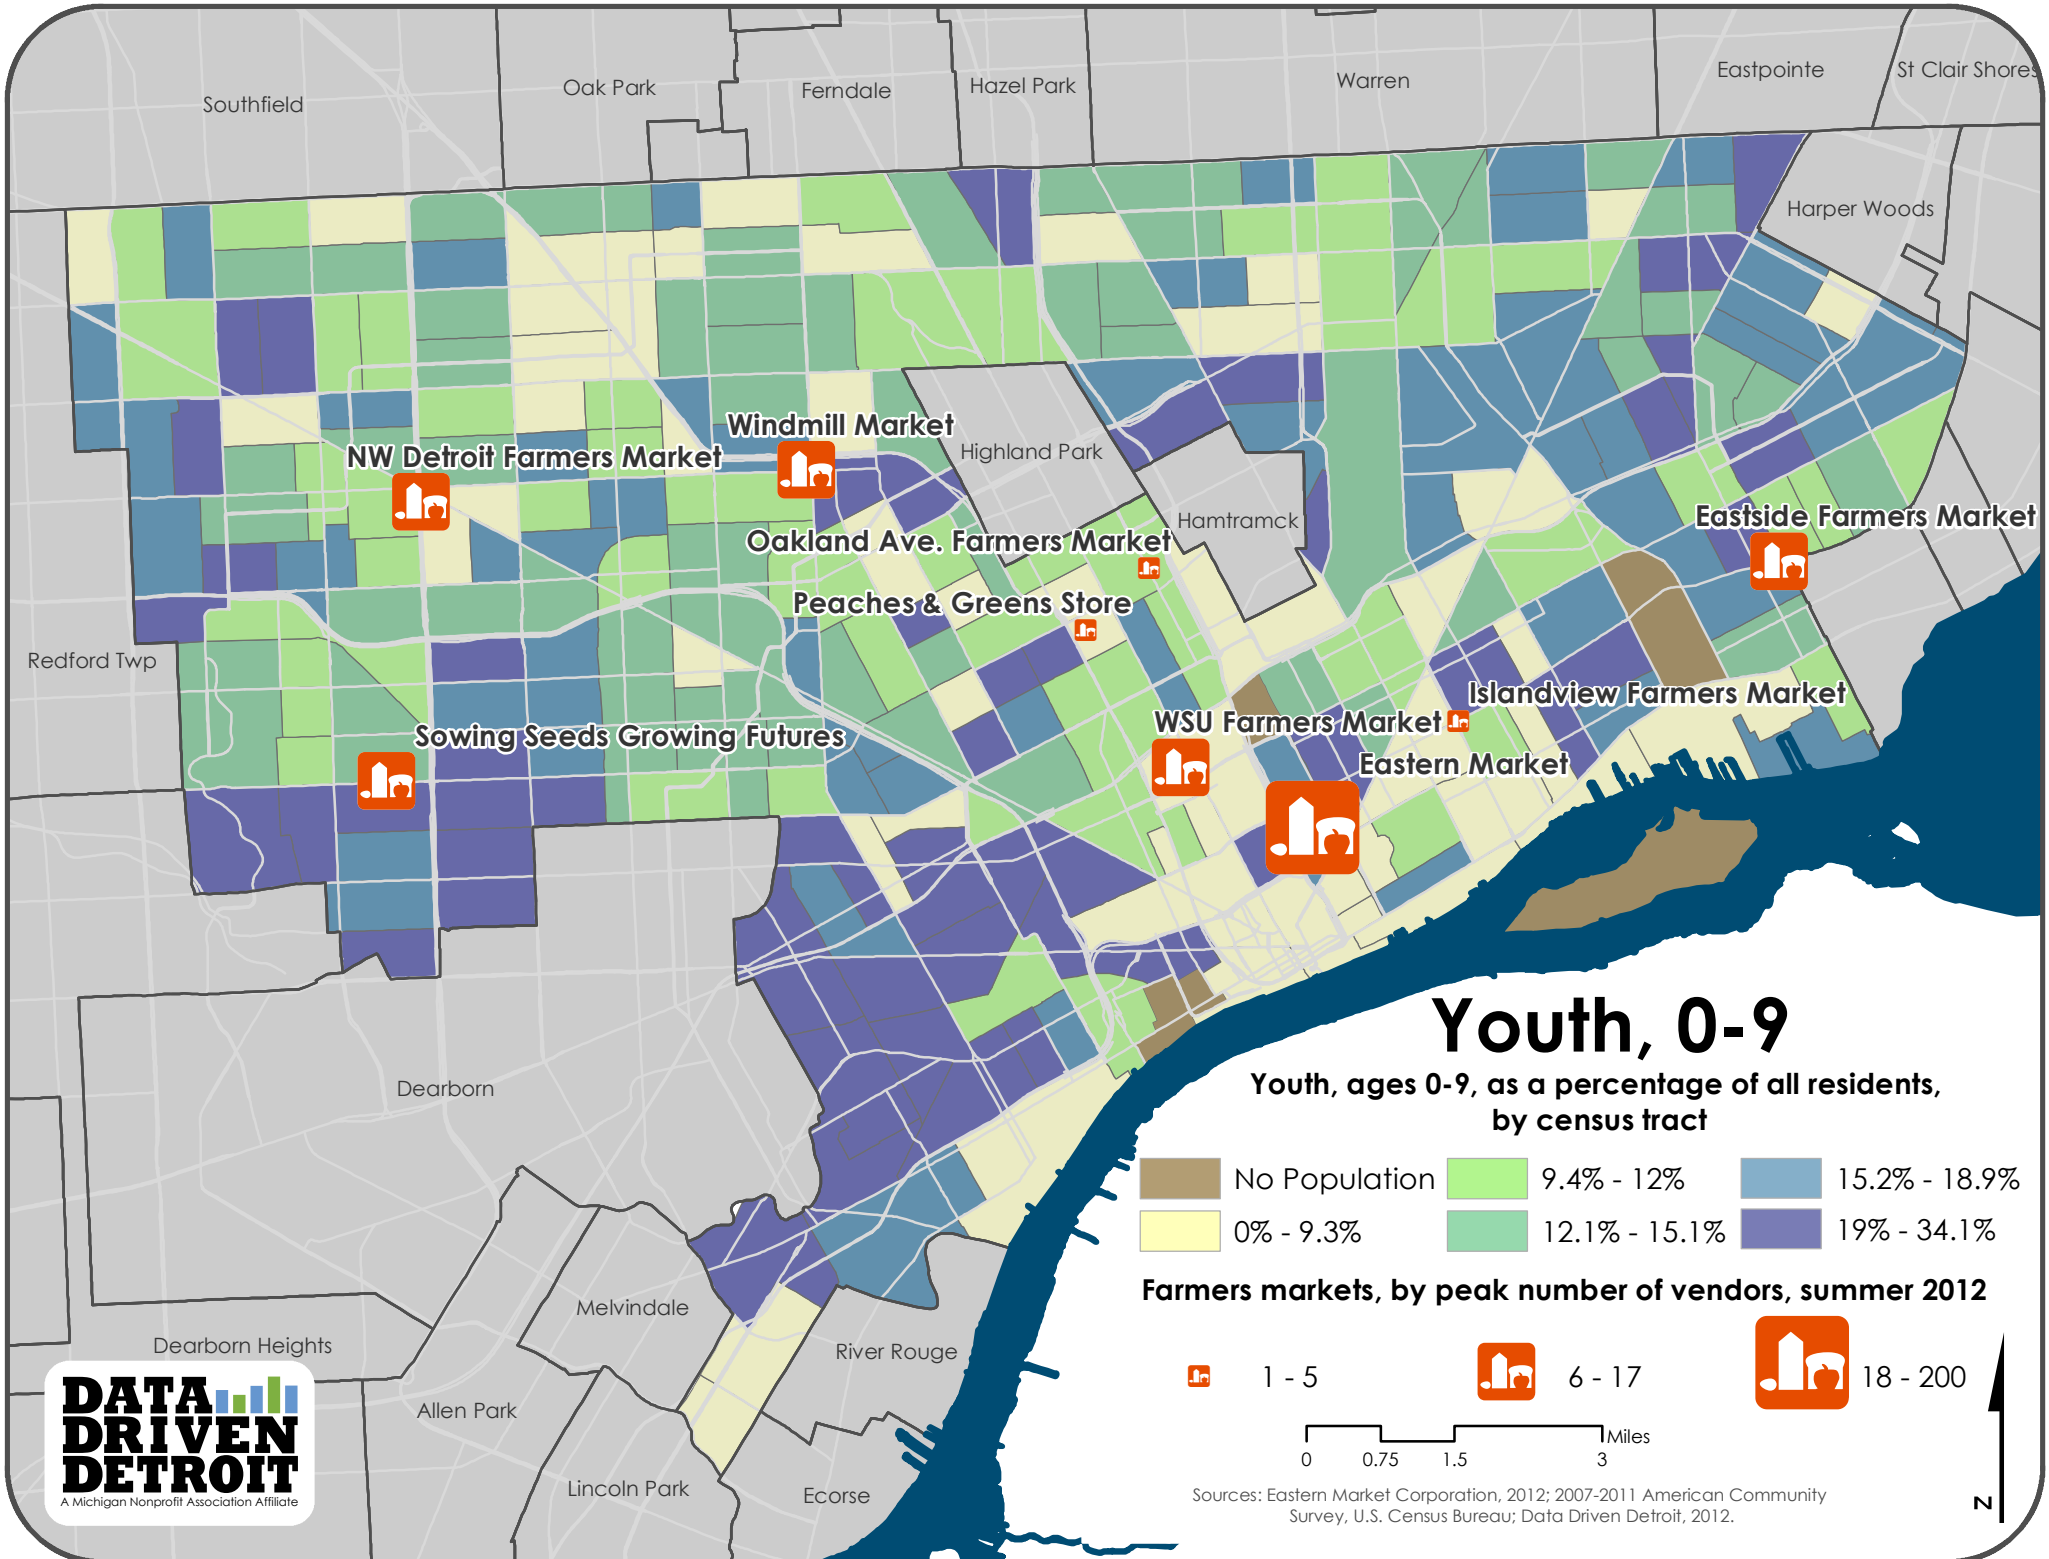 Southfield
Oak Park
Ferndale
Hazel Park
Warren
Eastpointe
St Clair Shores
Harper Woods
Windmill Market
NW Detroit Farmers Market
Highland Park
Hamtramck
Eastside Farmers Market
Oakland Ave. Farmers Market
Peaches & Greens Store
Redford Twp
Islandview Farmers Market
WSU Farmers Market
Sowing Seeds Growing Futures
Eastern Market
Dearborn
Melvindale
Dearborn Heights
River Rouge
Allen Park
Lincoln Park
Ecorse
Youth, 0-9
Youth, ages 0-9, as a percentage of all residents,
by census tract
No Population
9.4% - 12%
15.2% - 18.9%
0% - 9.3%
12.1% - 15.1%
19% - 34.1%
Farmers markets, by peak number of vendors, summer 2012
1 - 5
6 - 17
18 - 200
Miles
0 0.75 1.5 3
N
Sources: Eastern Market Corporation, 2012; 2007-2011 American Community
Survey, U.S. Census Bureau; Data Driven Detroit, 2012.
DATA
DRIVEN
DETROIT
A Michigan Nonprofit Association Affiliate